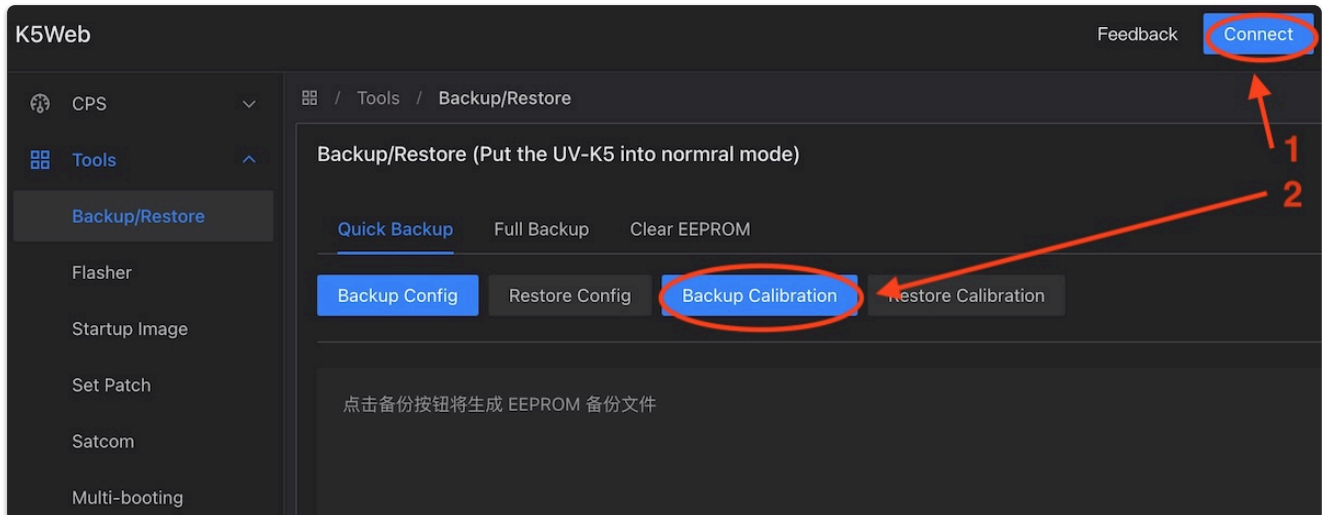 K5Web
Feedback
Connect
CPS
/ Tools / Backup/Restore
1
Tools
Backup/Restore (Put the UV-K5 into normral mode)
2
Backup/Restore
Quick Backup Full Backup Clear EEPROM
Flasher
Backup Config Restore Config Backup Calibration Restore Calibration
Startup Image
Set Patch
点击备份按钮将生成 EEPROM 备份文件
Satcom
Multi-booting